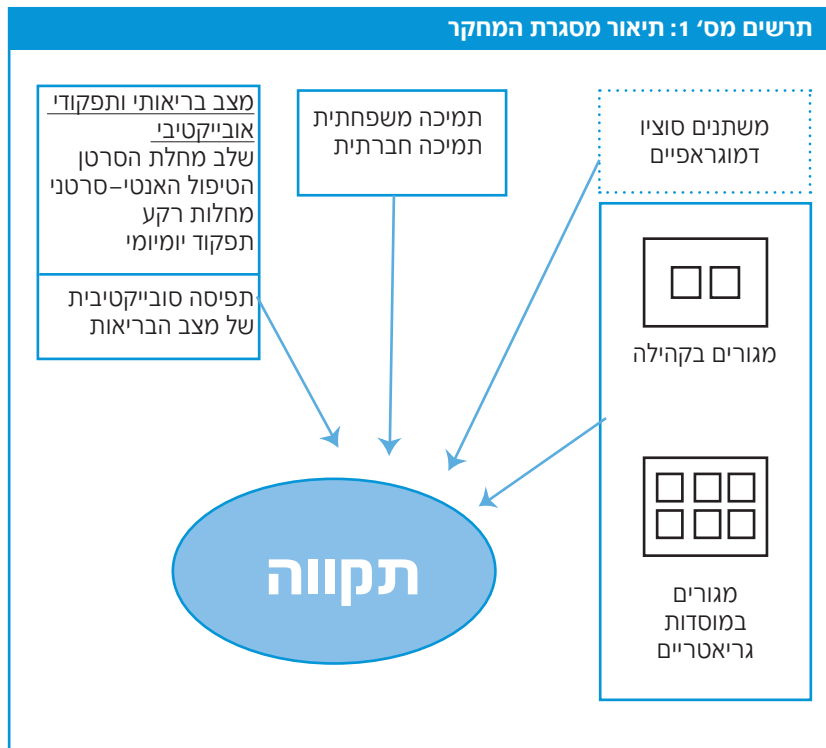 תרשים מס' 1: תיאור מסגרת המחקר
משתנים סוציו
דמוגראפיים
מגורים בקהילה
מגורים
במוסדות
גריאטריים
תמיכה משפחתית
תמיכה חברתית
מצב בריאותי ותפקודי
אובייקטיבי
שלב מחלת הסרטן
הטיפול האנטי-סרטני
מחלות רקע
תפקוד יומיומי
תפיסה סובייקטיבית
של מצב הבריאות
תקווה